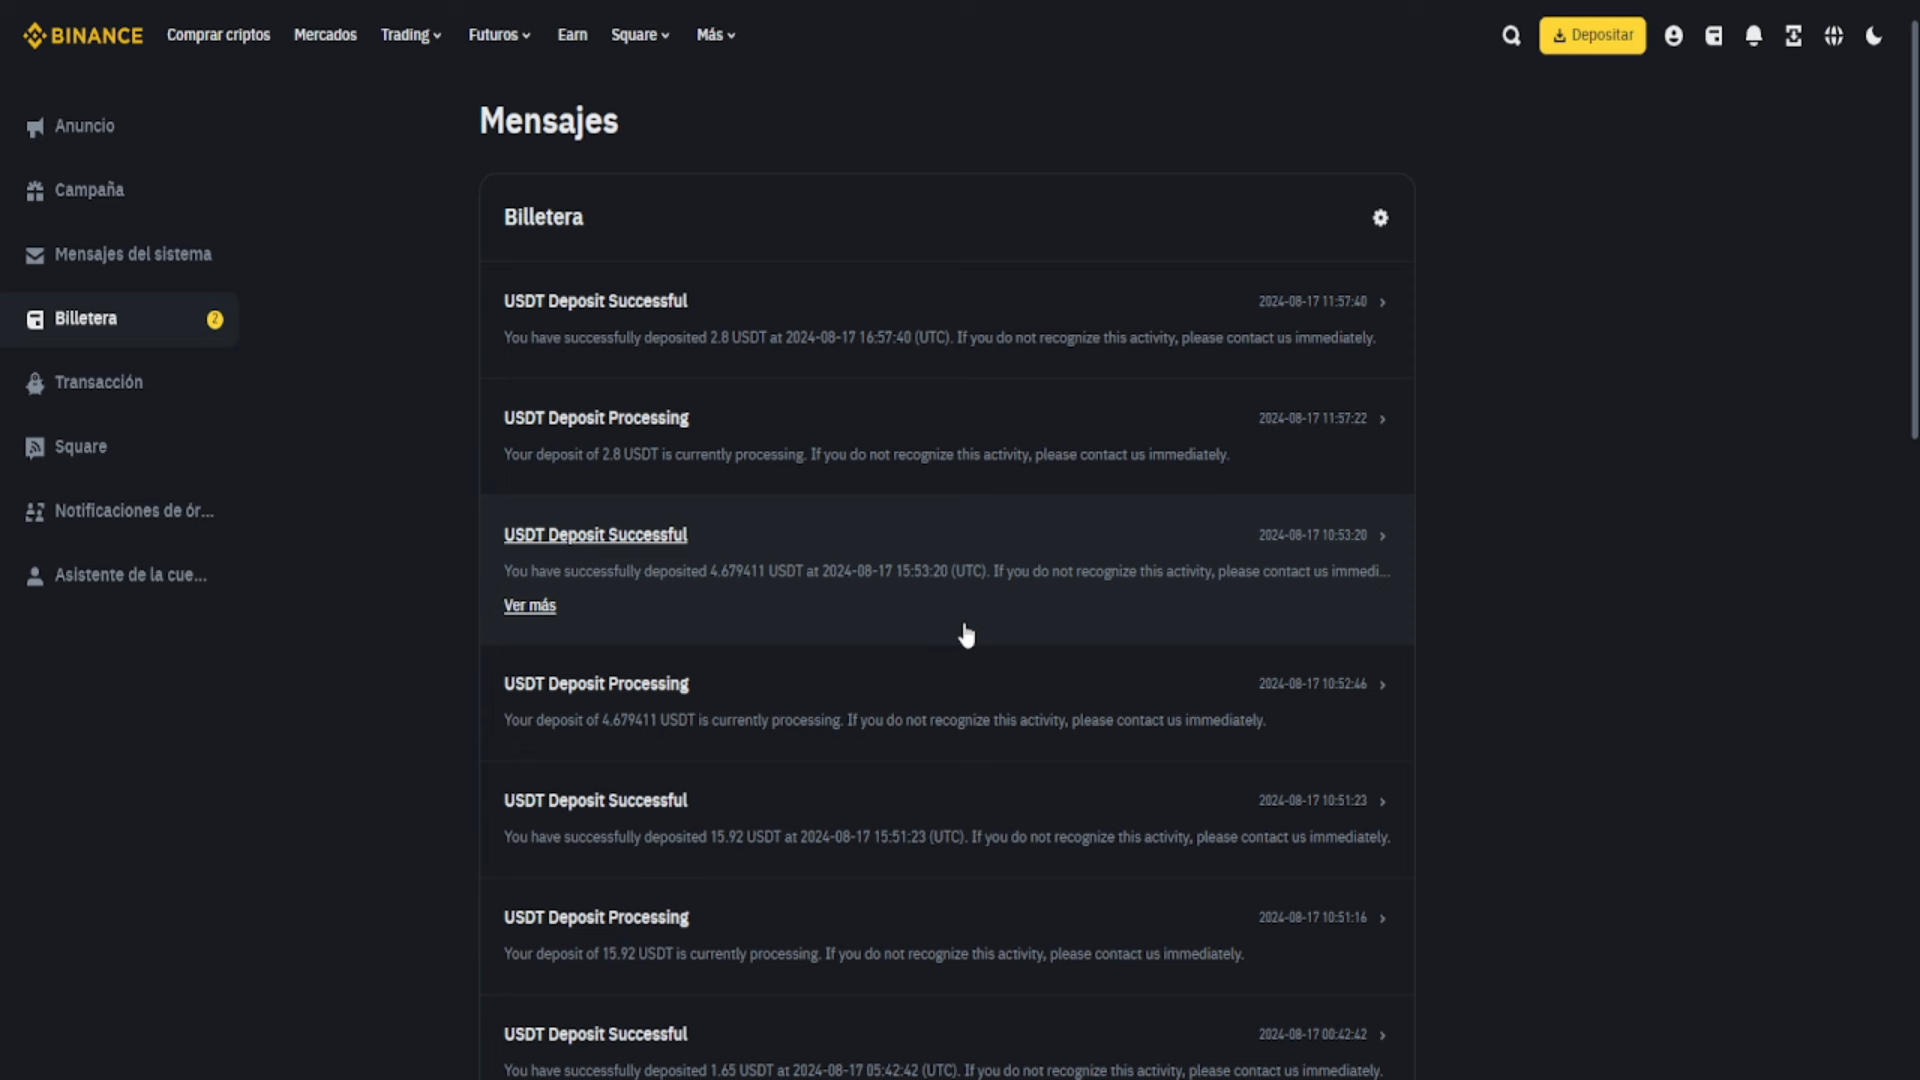 BINANCE Comprar criptos Mercados Trading Futuros Earn Square Más Depositar
Anuncio
Campaña
Mensajes del sistema
Billetera 2
Transacción
Square
Notificaciones de ór...
Asistente de la cue...
Mensajes
Billetera
USDT Deposit Successful 2024-08-17 11:57:40
You have successfully deposited 2.8 USDT at 2024-08-17 16:57:40 (UTC). If you do not recognize this activity, please contact us immediately.
USDT Deposit Processing 2024-08-17 11:57:22
Your deposit of 2.8 USDT is currently processing. If you do not recognize this activity, please contact us immediately.
USDT Deposit Successful 2024-08-17 10:53:20
You have successfully deposited 4.679411 USDT at 2024-08-17 15:53:20 (UTC). If you do not recognize this activity, please contact us immedi...
Ver más
USDT Deposit Processing 2024-08-17 10:52:46
Your deposit of 4.679411 USDT is currently processing. If you do not recognize this activity, please contact us immediately.
USDT Deposit Successful 2024-08-17 10:51:23
You have successfully deposited 15.92 USDT at 2024-08-17 15:51:23 (UTC). If you do not recognize this activity, please contact us immediately.
USDT Deposit Processing 2024-08-17 10:51:16
Your deposit of 15.92 USDT is currently processing. If you do not recognize this activity, please contact us immediately.
USDT Deposit Successful 2024-08-17 00:42:42
You have successfully deposited 1.65 USDT at 2024-08-17 05:42:42 (UTC). If you do not recognize this activity, please contact us immediately.